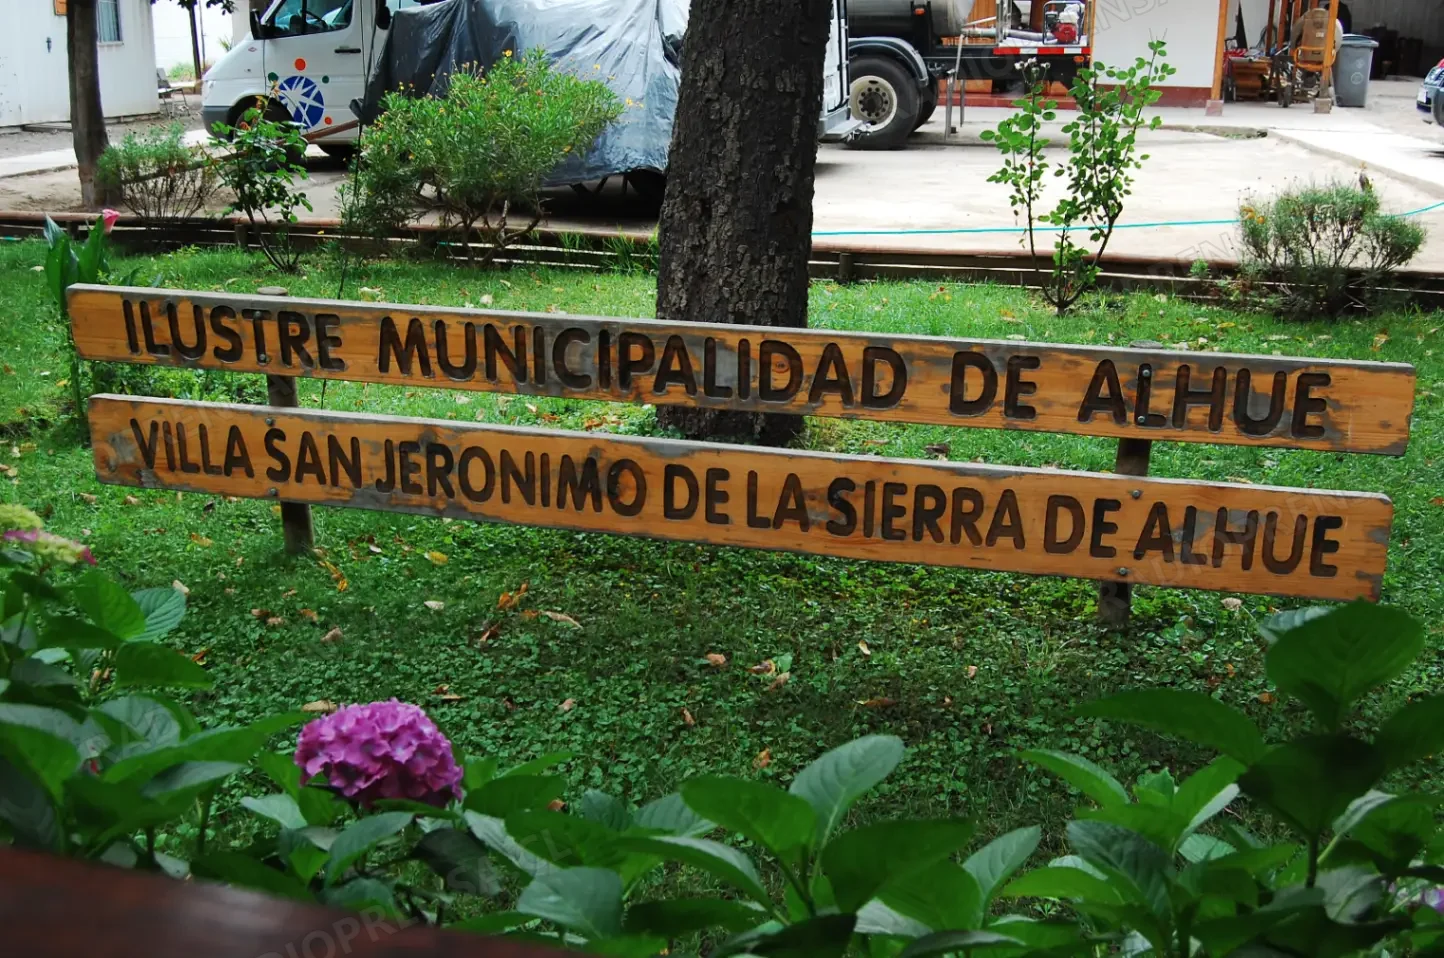 ILUSTRE MUNICIPALIDAD DE ALHUE
VILLA SAN JERONIMO DE LA SIERRA DE ALHUE